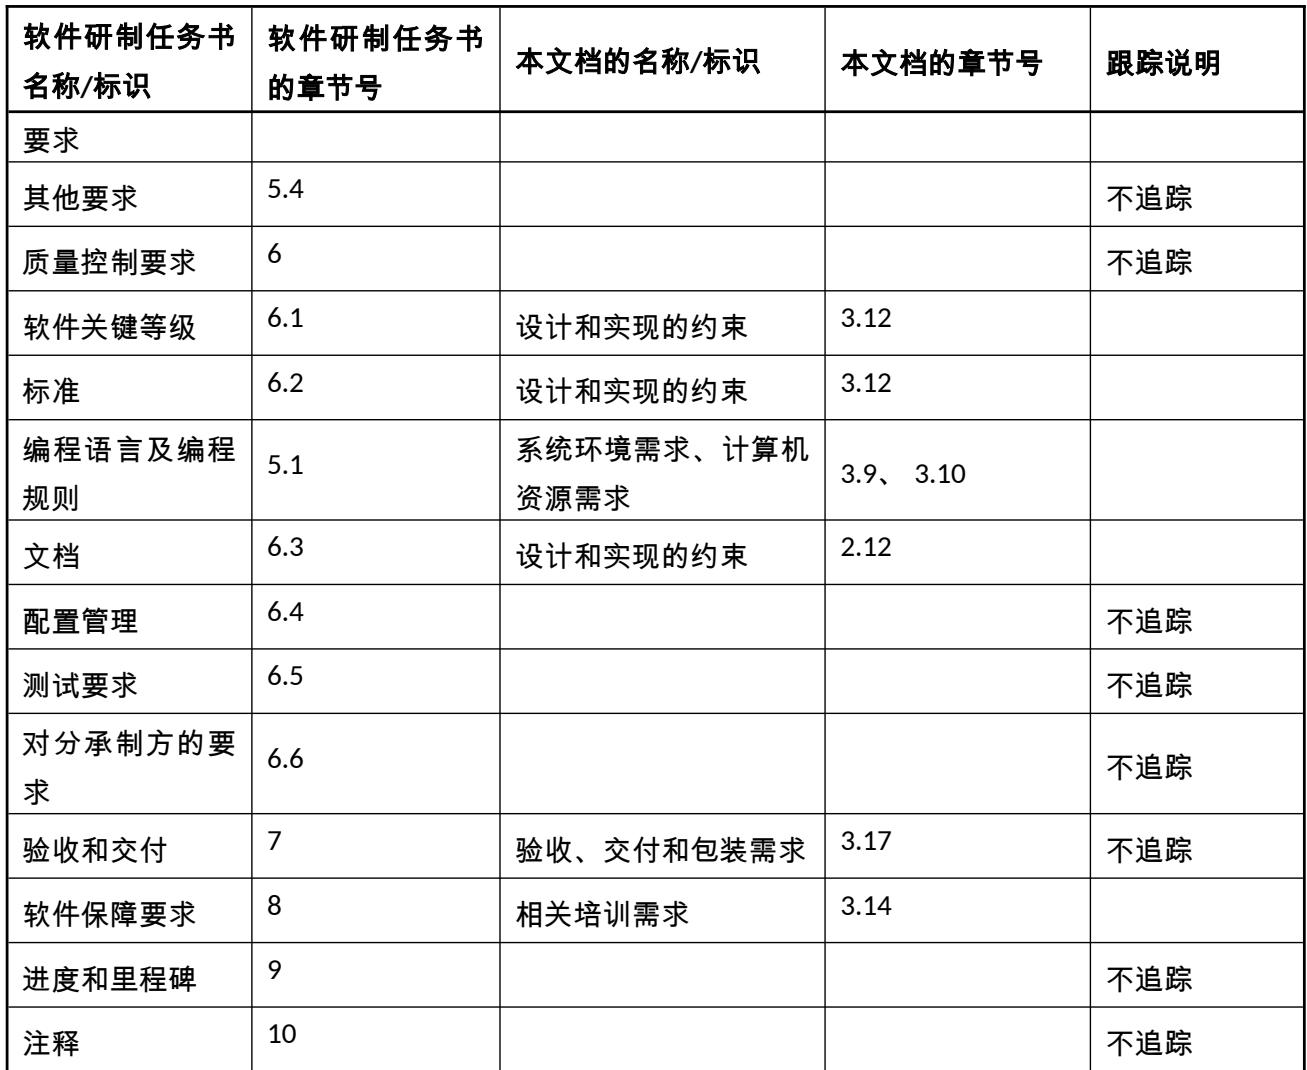 软件研制任务书名称/标识 软件研制任务书的章节号 本文档的名称/标识 本文档的章节号 跟踪说明
要求
其他要求 5.4 不追踪
质量控制要求 6 不追踪
软件关键等级 6.1 设计和实现的约束 3.12
标准 6.2 设计和实现的约束 3.12
编程语言及编程规则 5.1 系统环境需求、计算机资源需求 3.9、 3.10
文档 6.3 设计和实现的约束 2.12
配置管理 6.4 不追踪
测试要求 6.5 不追踪
对分承制方的要求 6.6 不追踪
验收和交付 7 验收、交付和包装需求 3.17 不追踪
软件保障要求 8 相关培训需求 3.14
进度和里程碑 9 不追踪
注释 10 不追踪